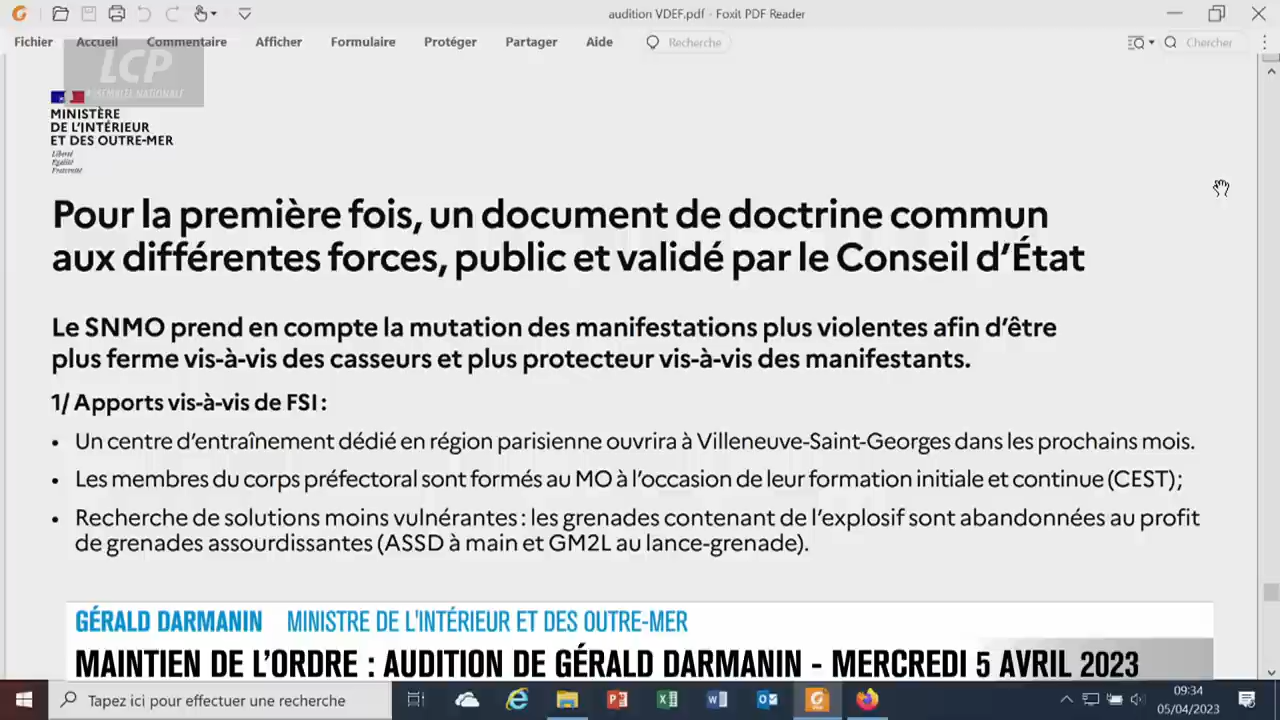 audition VDEF.pdf - Foxit PDF Reader
Fichier Accueil Commentaire Afficher Formulaire Protéger Partager Aide Recherche Chercher
LCP
ASSEMBLÉE NATIONALE
MINISTÈRE
DE L'INTÉRIEUR
ET DES OUTRE-MER
Liberté
Égalité
Fraternité
Pour la première fois, un document de doctrine commun
aux différentes forces, public et validé par le Conseil d'État
Le SNMO prend en compte la mutation des manifestations plus violentes afin d'être
plus ferme vis-à-vis des casseurs et plus protecteur vis-à-vis des manifestants.
1/ Apports vis-à-vis de FSI :
• Un centre d'entraînement dédié en région parisienne ouvrira à Villeneuve-Saint-Georges dans les prochains mois.
• Les membres du corps préfectoral sont formés au MO à l'occasion de leur formation initiale et continue (CEST) ;
• Recherche de solutions moins vulnérantes : les grenades contenant de l'explosif sont abandonnées au profit
de grenades assourdissantes (ASSD à main et GM2L au lance-grenade).
GÉRALD DARMANIN MINISTRE DE L'INTÉRIEUR ET DES OUTRE-MER
MAINTIEN DE L'ORDRE : AUDITION DE GÉRALD DARMANIN - MERCREDI 5 AVRIL 2023
Tapez ici pour effectuer une recherche
09:34
05/04/2023